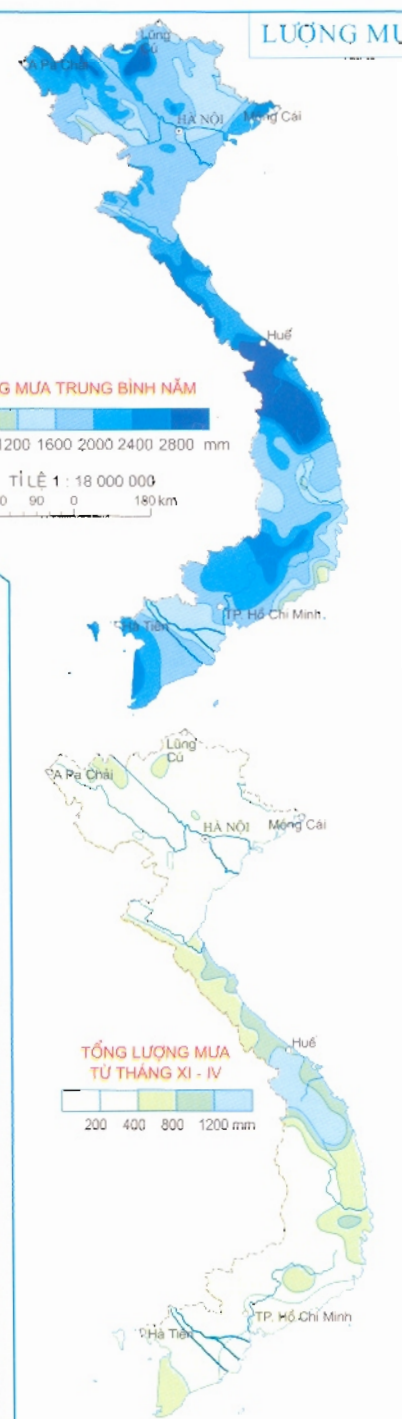 LƯỢNG MƯ
Lũng
Cú
A Pa Chải
HÀ NỘI
Móng Cái
Huế
G MƯA TRUNG BÌNH NĂM
1200 1600 2000 2400 2800 mm
TỈ LỆ 1 : 18 000 000
0 90 0 180 km
TP. Hồ Chí Minh
Hà Tiên
Lũng
Cú
A Pa Chải
HÀ NỘI
Móng Cái
TỔNG LƯỢNG MƯA
TỪ THÁNG XI - IV
Huế
200 400 800 1200 mm
TP. Hồ Chí Minh
Hà Tiên